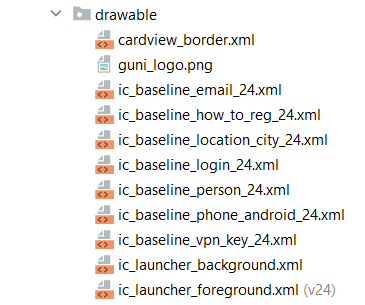 drawable
cardview_border.xml
guni_logo.png
ic_baseline_email_24.xml
ic_baseline_how_to_reg_24.xml
ic_baseline_location_city_24.xml
ic_baseline_login_24.xml
ic_baseline_person_24.xml
ic_baseline_phone_android_24.xml
ic_baseline_vpn_key_24.xml
ic_launcher_background.xml
ic_launcher_foreground.xml (v24)